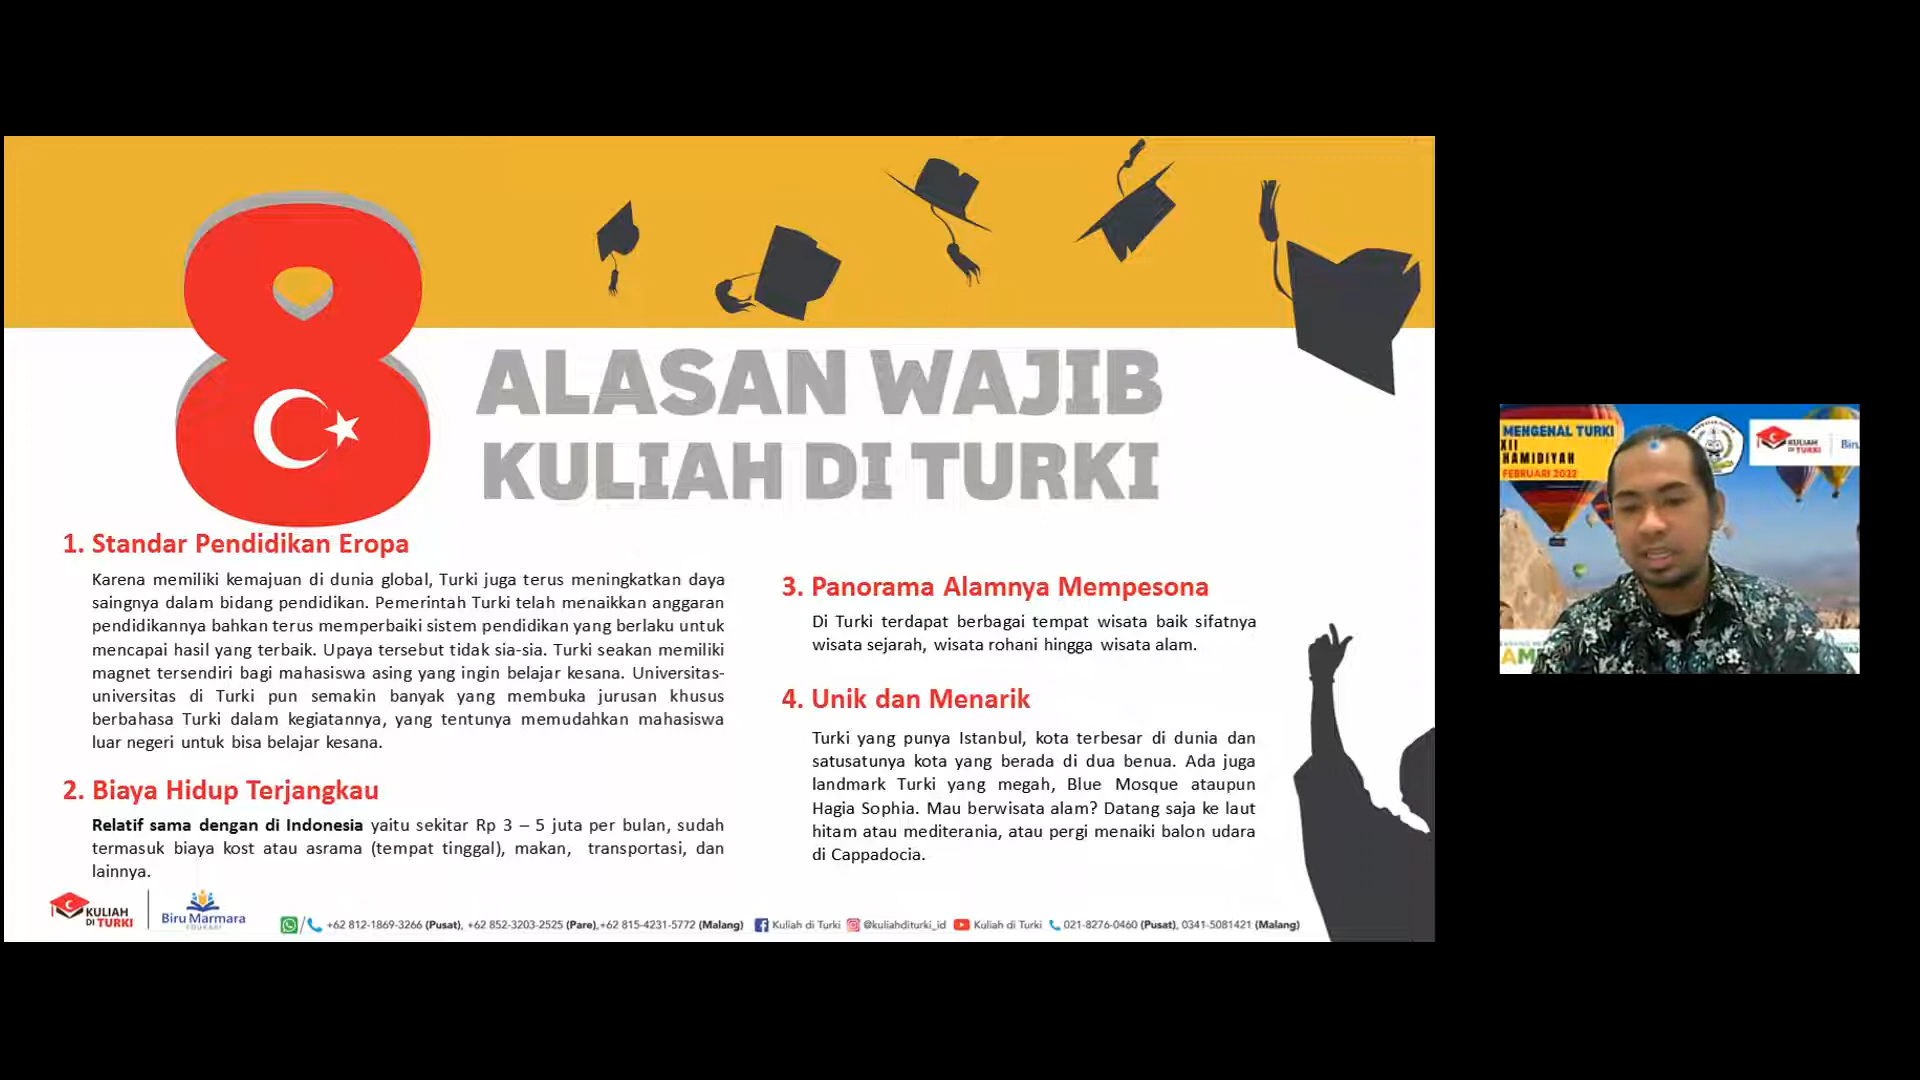 8
ALASAN WAJIB
KULIAH DI TURKI
1. Standar Pendidikan Eropa
Karena memiliki kemajuan di dunia global, Turki juga terus meningkatkan daya
saingnya dalam bidang pendidikan. Pemerintah Turki telah menaikkan anggaran
pendidikannya bahkan terus memperbaiki sistem pendidikan yang berlaku untuk
mencapai hasil yang terbaik. Upaya tersebut tidak sia-sia. Turki seakan memiliki
magnet tersendiri bagi mahasiswa asing yang ingin belajar kesana. Universitas-
universitas di Turki pun semakin banyak yang membuka jurusan khusus
berbahasa Turki dalam kegiatannya, yang tentunya memudahkan mahasiswa
luar negeri untuk bisa belajar kesana.
2. Biaya Hidup Terjangkau
Relatif sama dengan di Indonesia yaitu sekitar Rp 3 – 5 juta per bulan, sudah
termasuk biaya kost atau asrama (tempat tinggal), makan, transportasi, dan
lainnya.
3. Panorama Alamnya Mempesona
Di Turki terdapat berbagai tempat wisata baik sifatnya
wisata sejarah, wisata rohani hingga wisata alam.
4. Unik dan Menarik
Turki yang punya Istanbul, kota terbesar di dunia dan
satusatunya kota yang berada di dua benua. Ada juga
landmark Turki yang megah, Blue Mosque ataupun
Hagia Sophia. Mau berwisata alam? Datang saja ke laut
hitam atau mediterania, atau pergi menaiki balon udara
di Cappadocia.
KULIAH
DI TURKI
Biru Marmara
EDUKASI
/ +62 812-1869-3266 (Pusat), +62 852-3203-2525 (Pare),+62 815-4231-5772 (Malang) Kuliah di Turki @kuliahditurki_id Kuliah di Turki 021-8276-0460 (Pusat), 0341-5081421 (Malang)
MENGENAL TURKI
XII
HAMIDIYAH
FEBRUARI 2022
KULIAH
DI TURKI
Biru